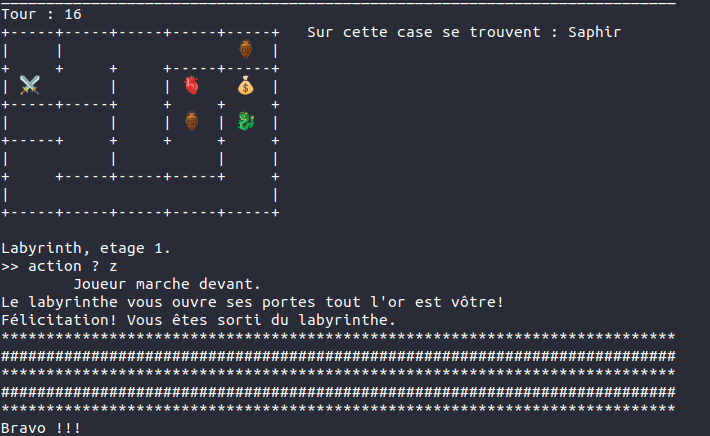 Tour : 16
+-----+-----+-----+-----+-----+   Sur cette case se trouvent : Saphir
|     |                   🏺  |
+     +     +     +-----+-----+
| ⚔️          |     | 🫀    💰  |
+-----+-----+     +     +     +
|           |     | 🏺  | 🐉  |
+-----+     +     +     +     +
|           |           |     |
+     +-----+-----+-----+     +
|                             |
+-----+-----+-----+-----+-----+
Labyrinth, etage 1.
>> action ? z
        Joueur marche devant.
Le labyrinthe vous ouvre ses portes tout l'or est vôtre!
Félicitation! Vous êtes sorti du labyrinthe.
***************************************************************************
###########################################################################
***************************************************************************
###########################################################################
***************************************************************************
Bravo !!!